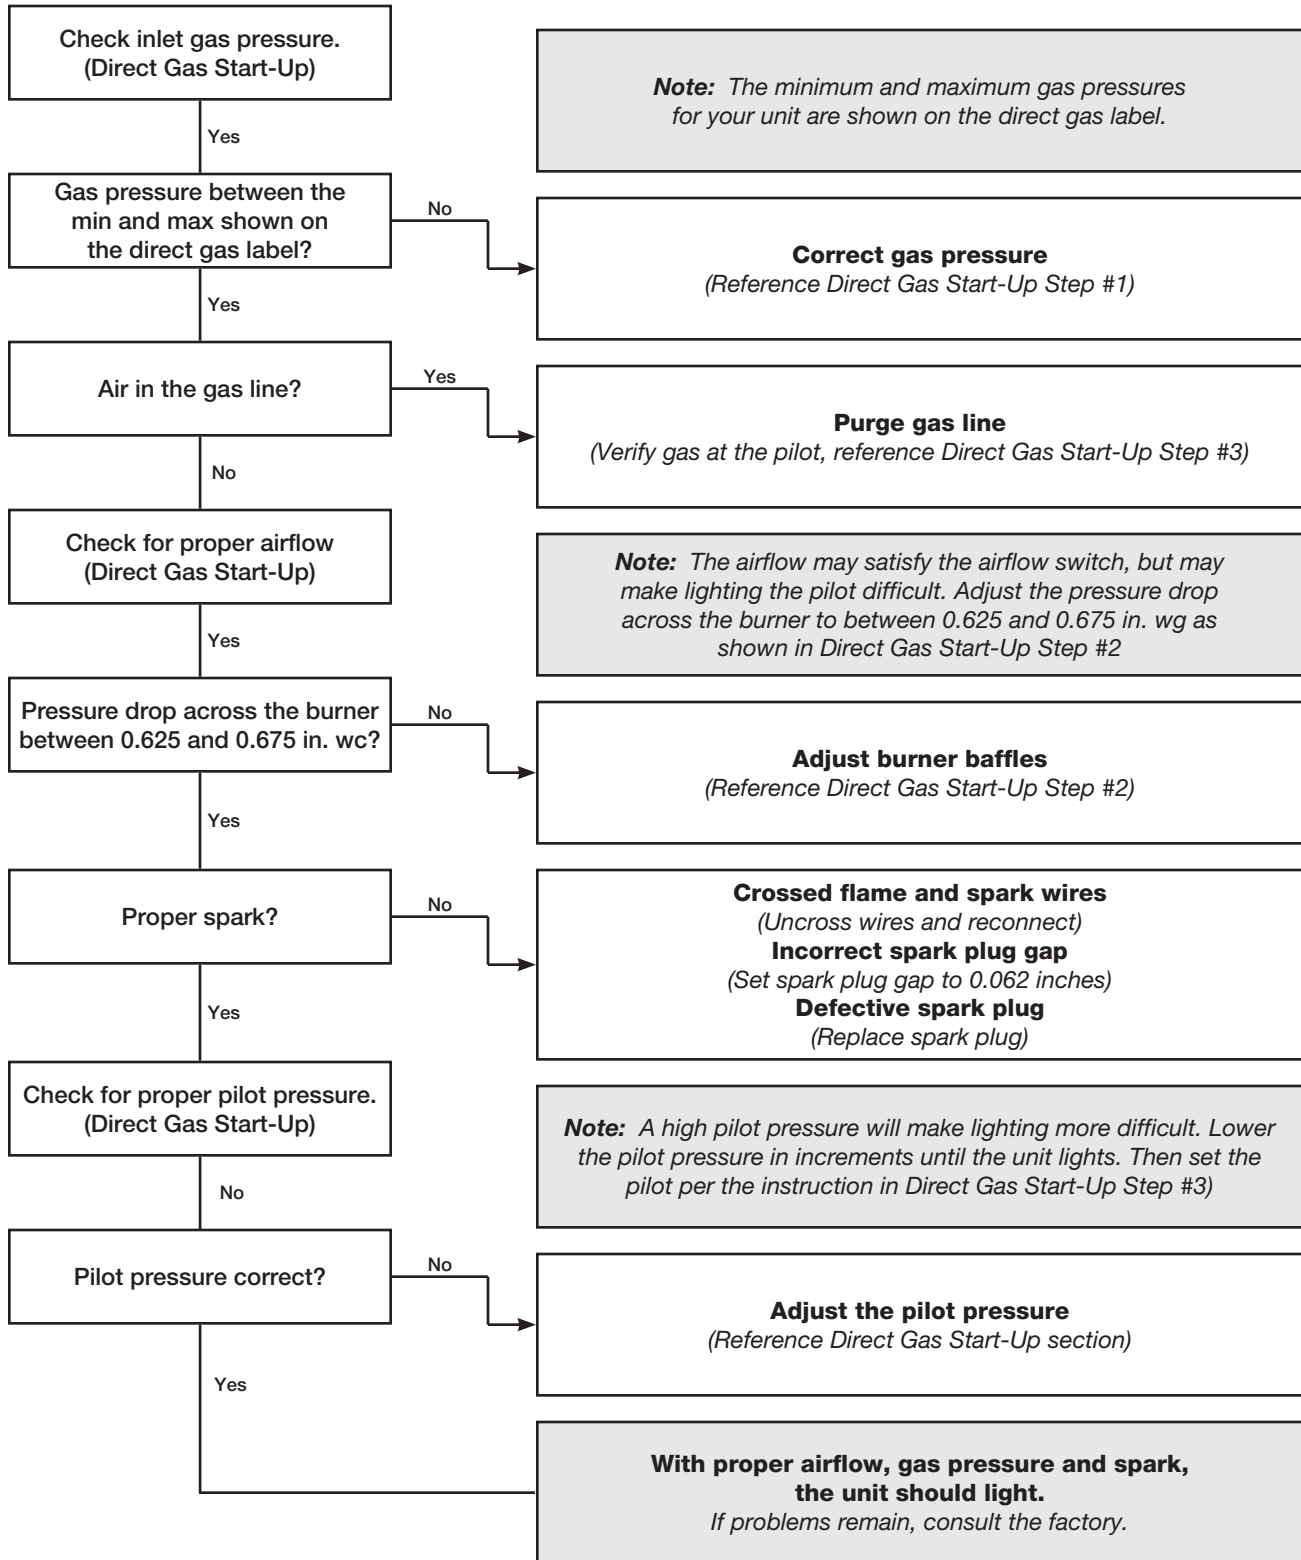 Check inlet gas pressure.
(Direct Gas Start-Up)
Note: The minimum and maximum gas pressures
for your unit are shown on the direct gas label.
Yes
Gas pressure between the
min and max shown on
the direct gas label?
No
Correct gas pressure
(Reference Direct Gas Start-Up Step #1)
Yes
Air in the gas line?
Yes
Purge gas line
(Verify gas at the pilot, reference Direct Gas Start-Up Step #3)
No
Check for proper airflow
(Direct Gas Start-Up)
Note: The airflow may satisfy the airflow switch, but may
make lighting the pilot difficult. Adjust the pressure drop
across the burner to between 0.625 and 0.675 in. wg as
shown in Direct Gas Start-Up Step #2
Yes
Pressure drop across the burner
between 0.625 and 0.675 in. wc?
No
Adjust burner baffles
(Reference Direct Gas Start-Up Step #2)
Yes
Proper spark?
No
Crossed flame and spark wires
(Uncross wires and reconnect)
Incorrect spark plug gap
(Set spark plug gap to 0.062 inches)
Defective spark plug
(Replace spark plug)
Yes
Check for proper pilot pressure.
(Direct Gas Start-Up)
Note: A high pilot pressure will make lighting more difficult. Lower
the pilot pressure in increments until the unit lights. Then set the
pilot per the instruction in Direct Gas Start-Up Step #3)
No
Pilot pressure correct?
No
Adjust the pilot pressure
(Reference Direct Gas Start-Up section)
Yes
With proper airflow, gas pressure and spark,
the unit should light.
If problems remain, consult the factory.